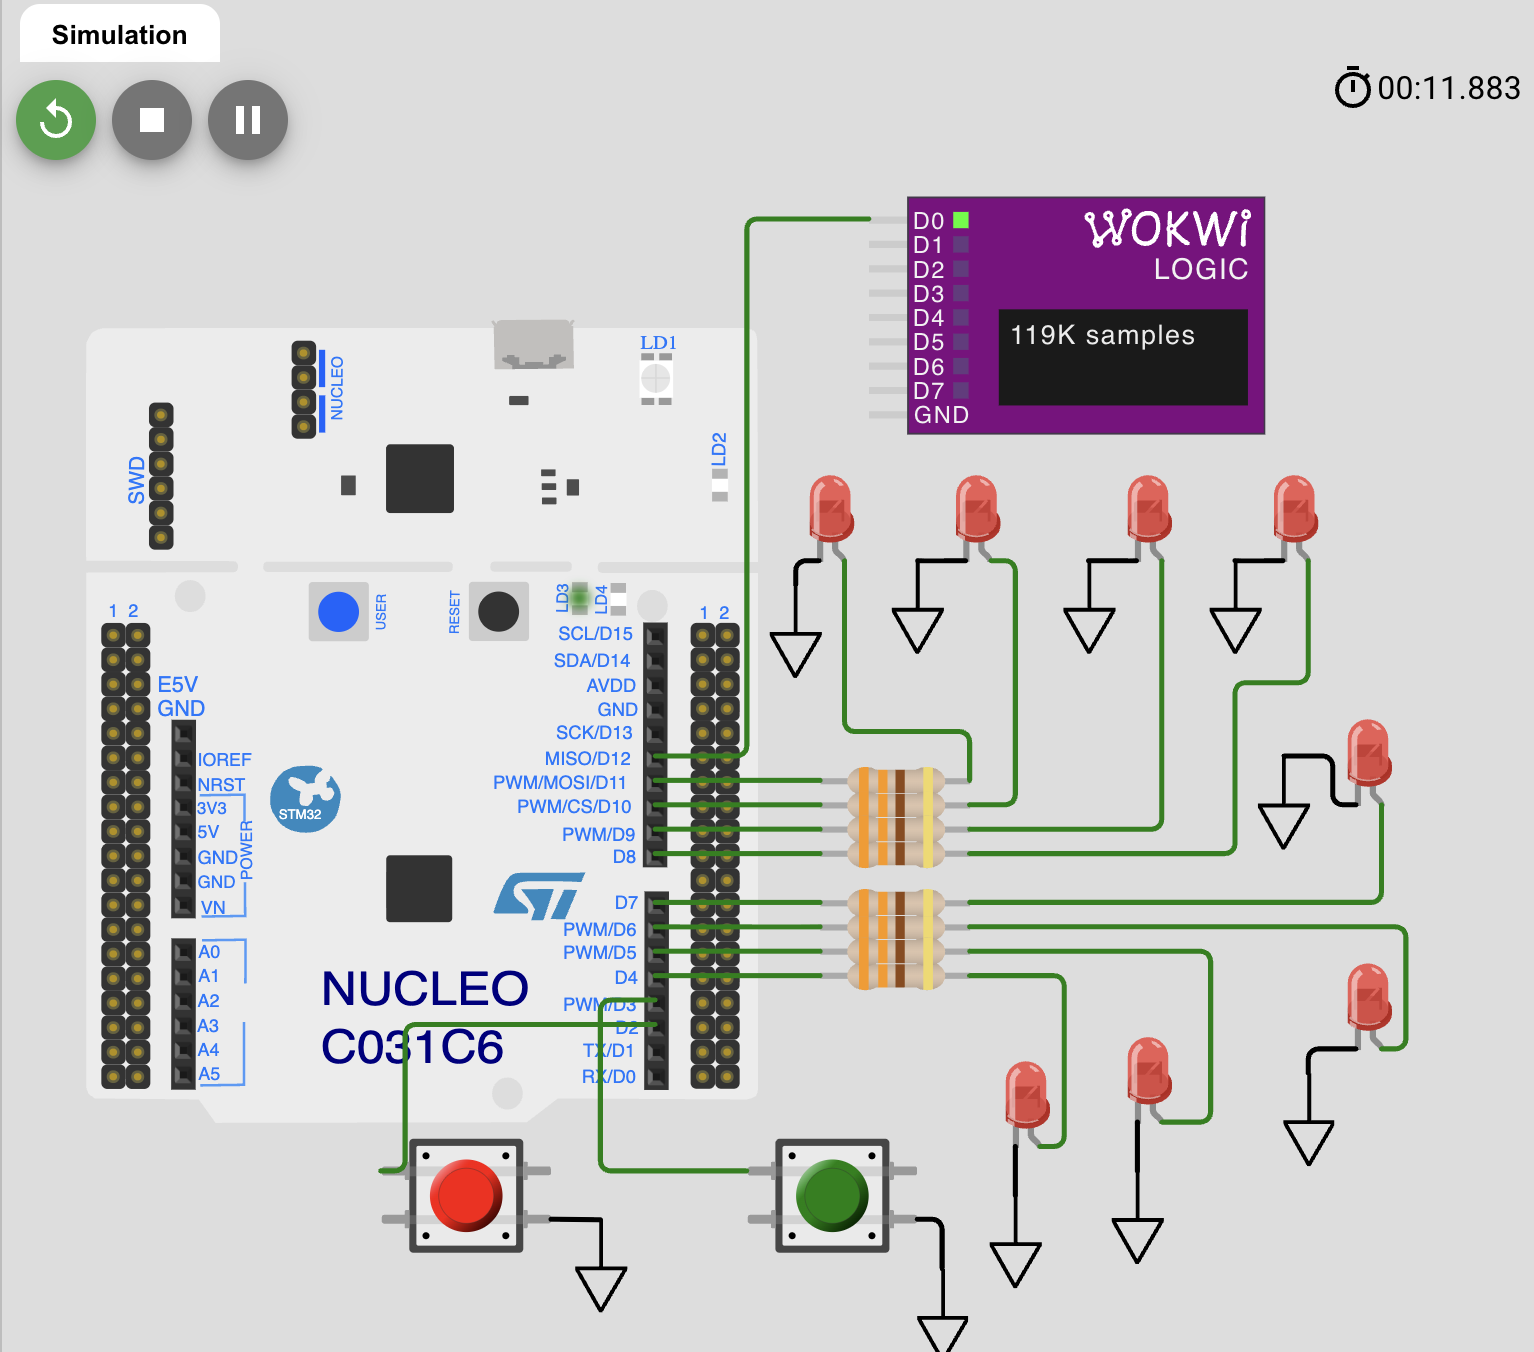 Simulation
00:11.883
D0
WOKWi
D1
LOGIC
D2
D3
D4
119K samples
D5
D6
D7
GND
NUCLEO
LD1
SWD
LD2
USER
RESET
LD3
LD4
1 2
1 2
SCL/D15
SDA/D14
E5V
AVDD
GND
GND
SCK/D13
IOREF
MISO/D12
NRST
PWM/MOSI/D11
3V3
PWM/CS/D10
STM32
5V
PWM/D9
POWER
GND
D8
GND
VN
D7
ST
PWM/D6
A0
PWM/D5
A1
D4
NUCLEO
A2
PWM/D3
A3
D2
C031C6
A4
TX/D1
A5
RX/D0